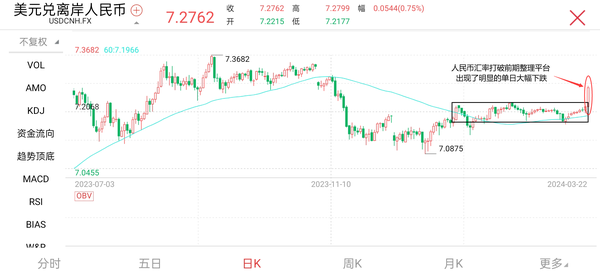 美元兑离岸人民币
USDCNH.FX
7.2762
收 7.2762 高 7.2799 幅 0.0544(0.75%)
开 7.2215 低 7.2177
不复权
VOL
AMO
KDJ
资金流向
趋势顶底
MACD
RSI
BIAS
W&R
7.3682 60:7.1966
7.3682
人民币汇率打破前期整理平台
出现了明显的单日大幅下跌
7.2068
7.0875
7.0455
2023-07-03 2023-11-10 2024-03-22
OBV
分时 五日 日K 周K 月K 更多